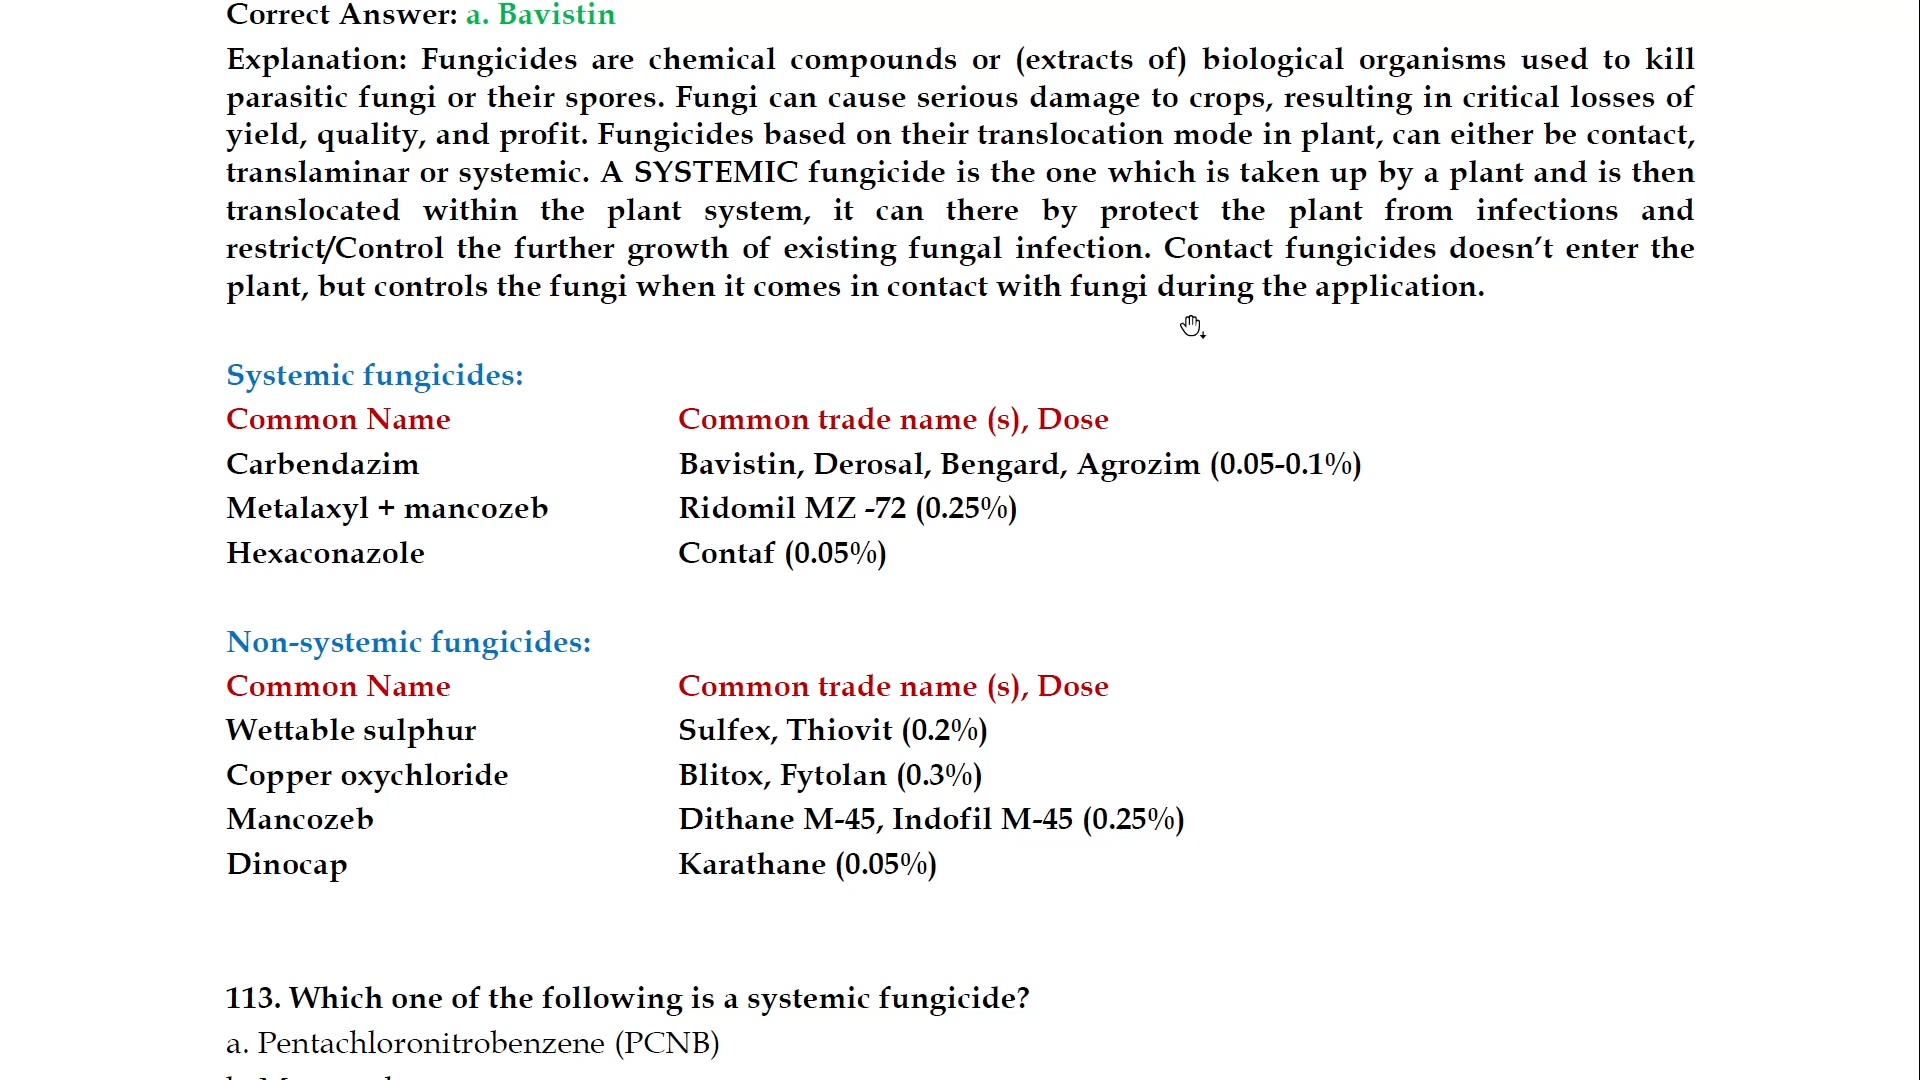 Correct Answer: a. Bavistin
Explanation: Fungicides are chemical compounds or (extracts of) biological organisms used to kill
parasitic fungi or their spores. Fungi can cause serious damage to crops, resulting in critical losses of
yield, quality, and profit. Fungicides based on their translocation mode in plant, can either be contact,
translaminar or systemic. A SYSTEMIC fungicide is the one which is taken up by a plant and is then
translocated within the plant system, it can there by protect the plant from infections and
restrict/Control the further growth of existing fungal infection. Contact fungicides doesn’t enter the
plant, but controls the fungi when it comes in contact with fungi during the application.
Systemic fungicides:
Common Name Common trade name (s), Dose
Carbendazim Bavistin, Derosal, Bengard, Agrozim (0.05-0.1%)
Metalaxyl + mancozeb Ridomil MZ -72 (0.25%)
Hexaconazole Contaf (0.05%)
Non-systemic fungicides:
Common Name Common trade name (s), Dose
Wettable sulphur Sulfex, Thiovit (0.2%)
Copper oxychloride Blitox, Fytolan (0.3%)
Mancozeb Dithane M-45, Indofil M-45 (0.25%)
Dinocap Karathane (0.05%)
113. Which one of the following is a systemic fungicide?
a. Pentachloronitrobenzene (PCNB)